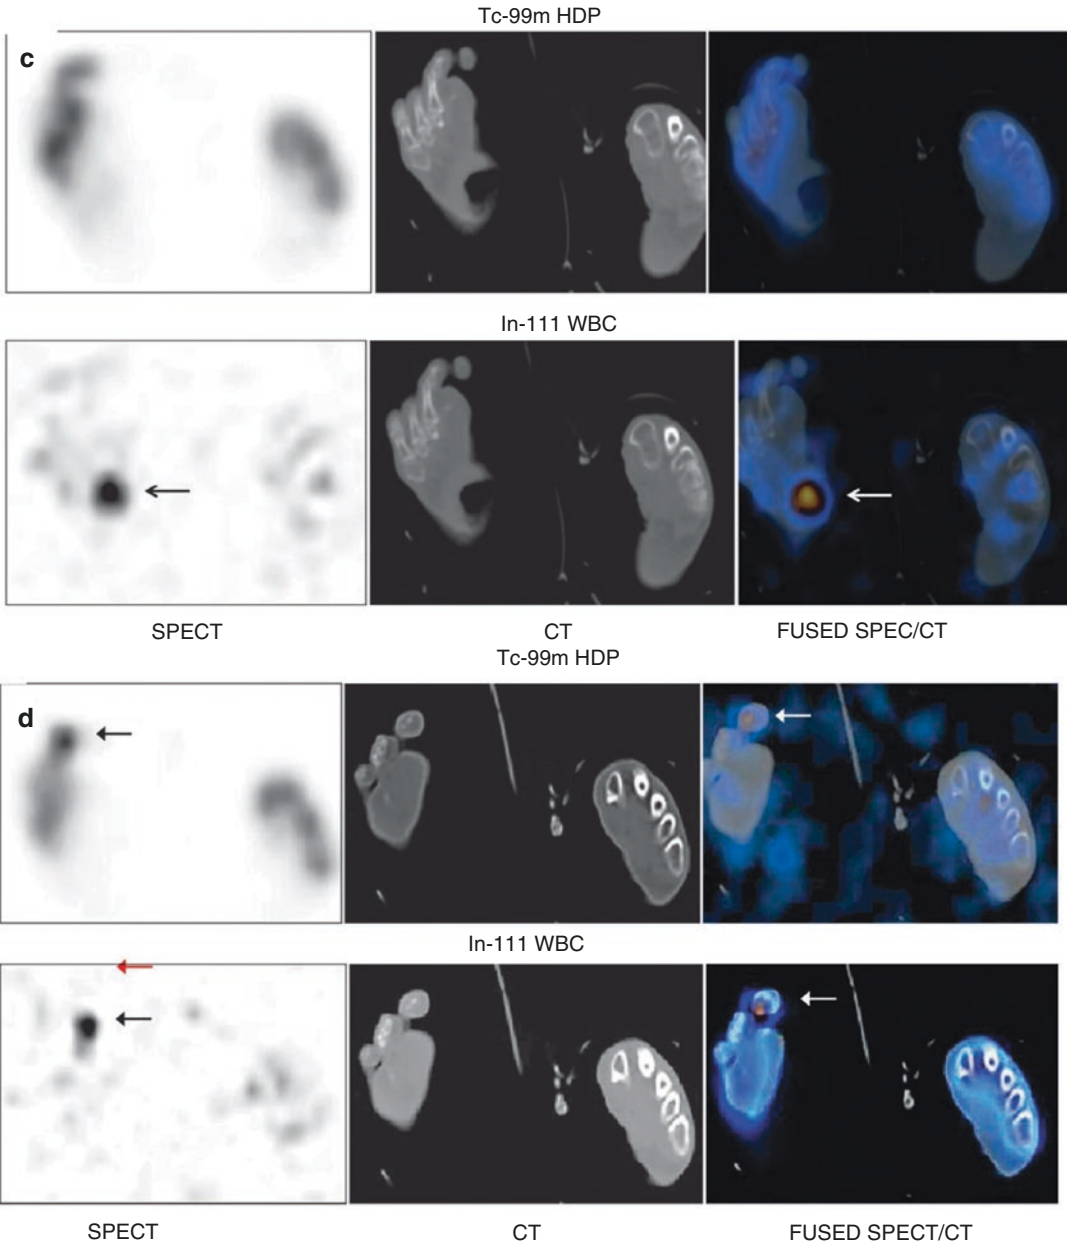 Tc-99m HDP
c
In-111 WBC
SPECT CT FUSED SPEC/CT
Tc-99m HDP
d
In-111 WBC
SPECT CT FUSED SPECT/CT